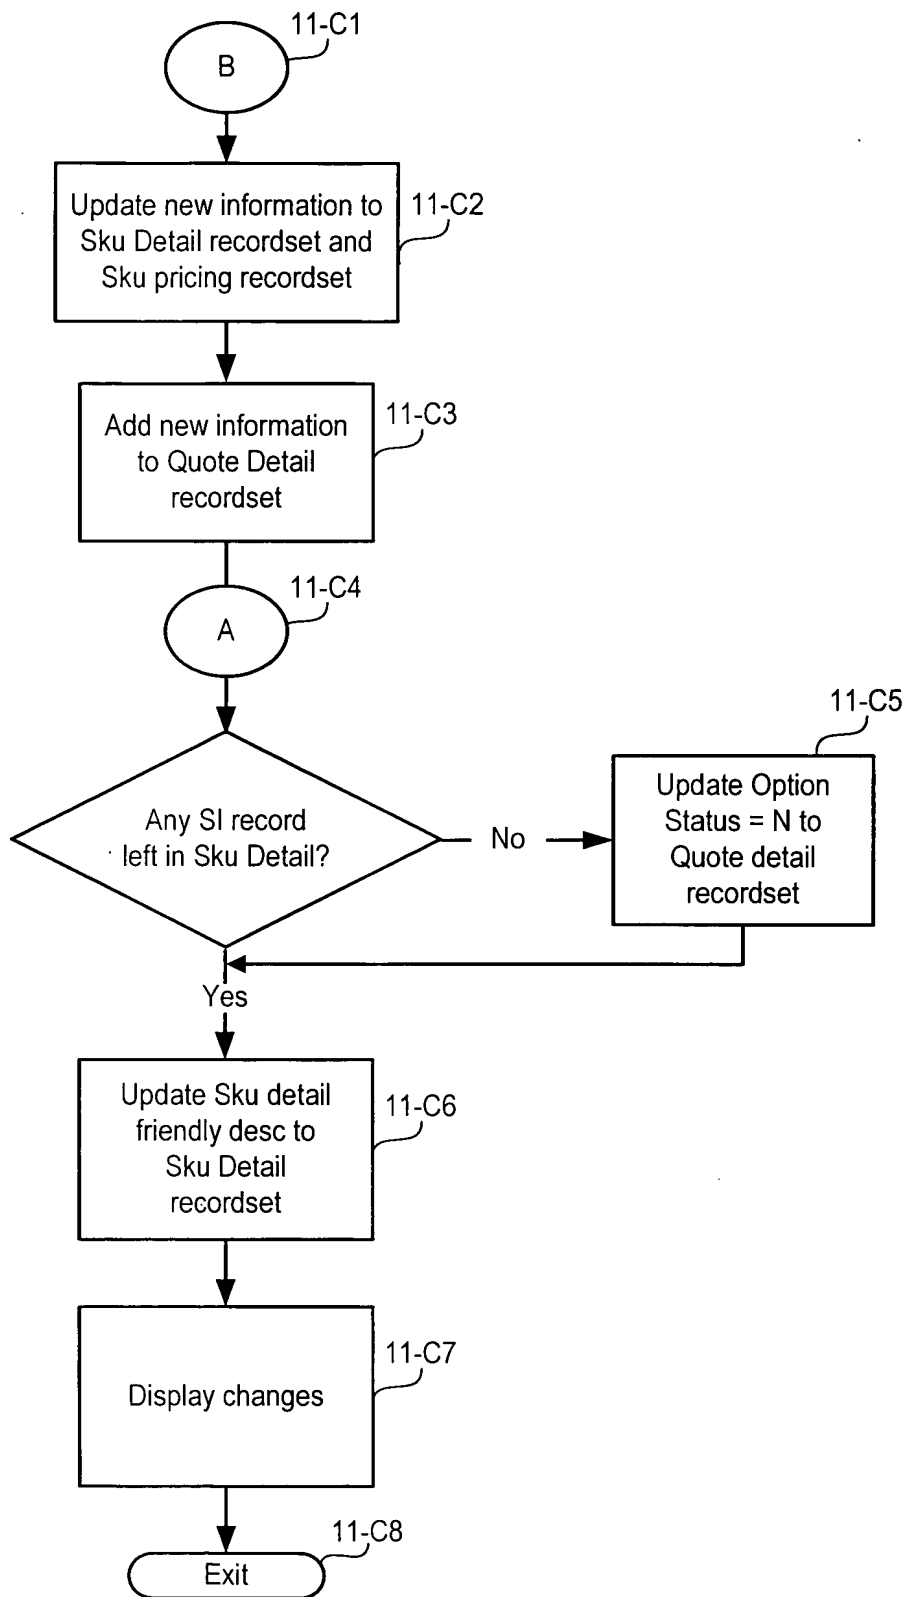 11-C1
B
Update new information to
Sku Detail recordset and
Sku pricing recordset
11-C2
Add new information
to Quote Detail
recordset
11-C3
11-C4
A
Any SI record
left in Sku Detail?
No
11-C5
Update Option
Status = N to
Quote detail
recordset
Yes
Update Sku detail
friendly desc to
Sku Detail
recordset
11-C6
Display changes
11-C7
11-C8
Exit